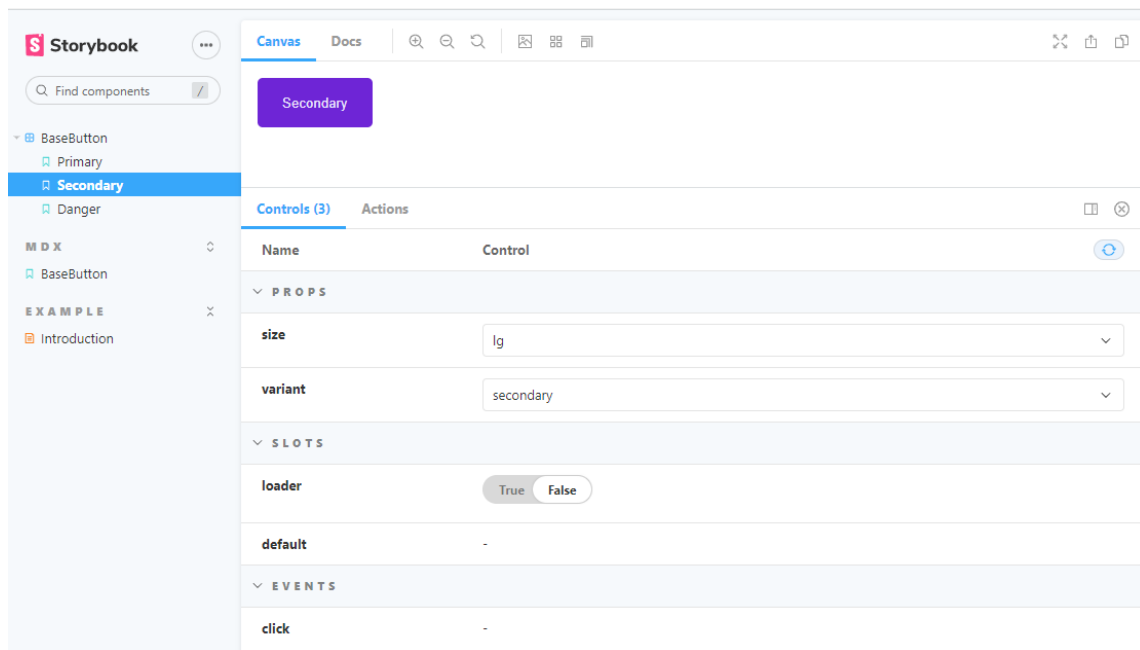 Storybook
Find components
/
BaseButton
Primary
Secondary
Danger
MDX
BaseButton
EXAMPLE
Introduction
Canvas Docs
Secondary
Controls (3) Actions
Name Control
PROPS
size lg
variant secondary
SLOTS
loader True False
default -
EVENTS
click -